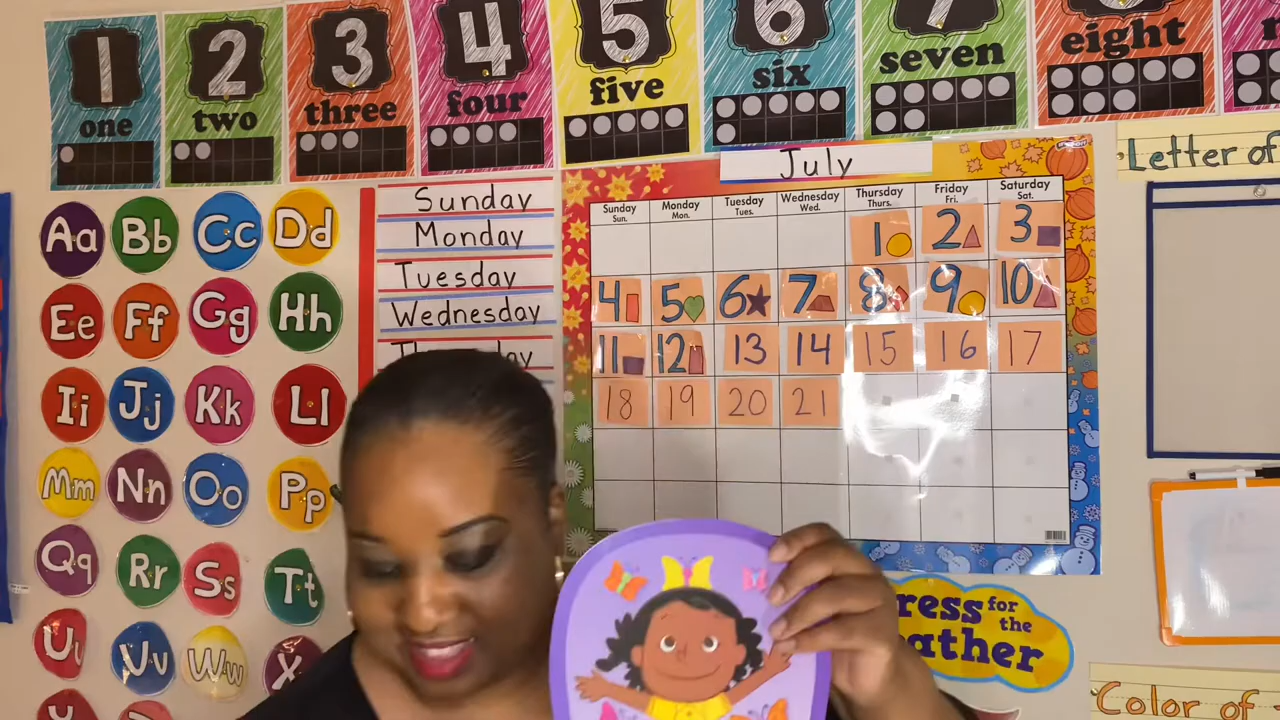 1 2 3 4 5 6 7
one two three four five six seven eight
July
Letter of
Sunday
Monday
Tuesday
Wednesday
Sunday Monday Tuesday Wednesday Thursday Friday Saturday
Sun. Mon. Tues. Wed. Thurs. Fri. Sat.
1 2 3
4 5 6 7 8 9 10
11 12 13 14 15 16 17
18 19 20 21
Aa Bb Cc Dd
Ee Ff Gg Hh
Ii Jj Kk Ll
Mm Nn Oo Pp
Qq Rr Ss Tt
Uu Vv Ww
for
the
Color of